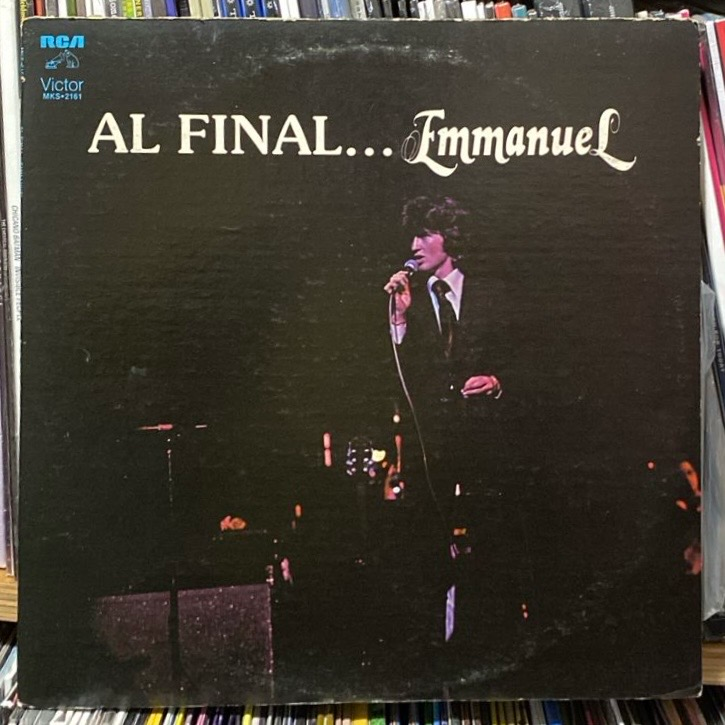 RCA
Victor
MKS-2161
AL FINAL... EmmanueL